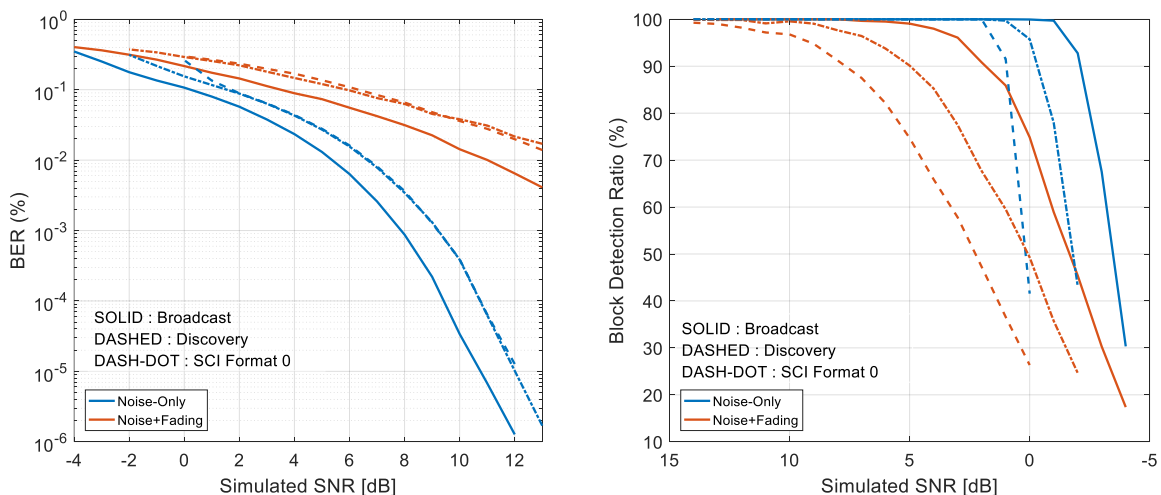 10^0
10^-1
10^-2
10^-3
10^-4
10^-5
10^-6
BER (%)
SOLID : Broadcast
DASHED : Discovery
DASH-DOT : SCI Format 0
Noise-Only
Noise+Fading
-4 -2 0 2 4 6 8 10 12
Simulated SNR [dB]
100
90
80
70
60
50
40
30
20
10
Block Detection Ratio (%)
SOLID : Broadcast
DASHED : Discovery
DASH-DOT : SCI Format 0
Noise-Only
Noise+Fading
15 10 5 0 -5
Simulated SNR [dB]